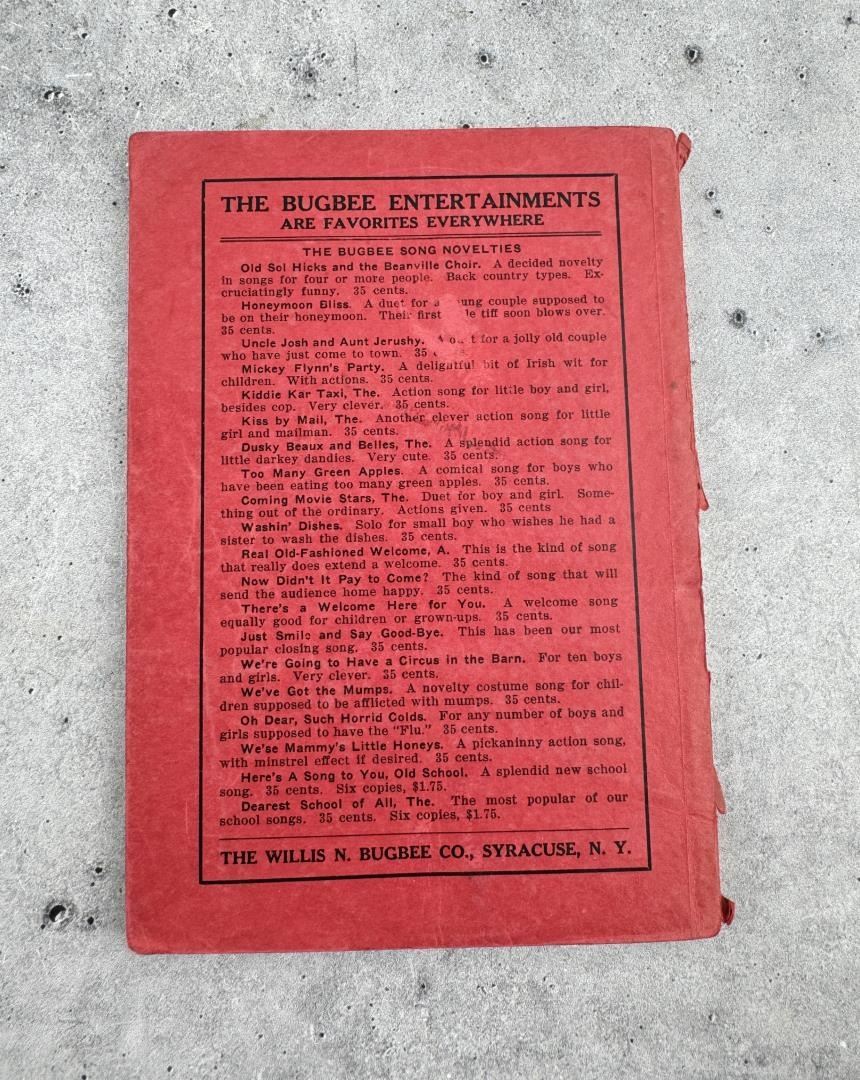 THE BUGBEE ENTERTAINMENTS
ARE FAVORITES EVERYWHERE
THE BUGBEE SONG NOVELTIES
Old Sol Hicks and the Beanville Choir. A decided novelty
in songs for four or more people. Back country types. Ex-
cruciatingly funny. 35 cents.
Honeymoon Bliss. A duet for a
be on their honeymoon. Their first tiff soon blows over.
35 cents.
Uncle Josh and Aunt Jerushy. for a jolly old couple
who have just come to town. 35
Mickey Flynn's Party. A delightful bit of Irish wit for
children. With actions. 35 cents.
Kiddie Kar Taxi, The. Action song for little boy and girl,
besides cop. Very clever. 35 cents.
Kiss by Mail, The. Another clever action song for little
girl and mailman. 35 cents.
Dusky Beaux and Belles, The. A splendid action song for
little darkey dandies. Very cute. 35 cents.
Too Many Green Apples. A comical song for boys who
have been eating too many green apples. 35 cents.
Coming Movie Stars, The. Duet for boy and girl. Some-
thing out of the ordinary. Actions given. 35 cents
Washin' Dishes. Solo for small boy who wishes he had a
sister to wash the dishes. 35 cents.
Real Old-Fashioned Welcome, A. This is the kind of song
that really does extend a welcome. 35 cents.
Now Didn't It Pay to Come? The kind of song that will
send the audience home happy. 35 cents.
There's a Welcome Here for You. A welcome song
equally good for children or grown-ups. 35 cents.
Just Smile and Say Good-Bye. This has been our most
popular closing song. 35 cents.
We're Going to Have a Circus in the Barn. For ten boys
and girls. Very clever. 35 cents.
We've Got the Mumps. A novelty costume song for chil-
dren supposed to be afflicted with mumps. 35 cents.
Oh Dear, Such Horrid Colds. For any number of boys and
girls supposed to have the "Flu." 35 cents.
We'se Mammy's Little Honeys. A pickaninny action song,
with minstrel effect if desired. 35 cents.
Here's A Song to You, Old School. A splendid new school
song. 35 cents. Six copies, $1.75.
Dearest School of All, The. The most popular of our
school songs. 35 cents. Six copies, $1.75.
THE WILLIS N. BUGBEE CO., SYRACUSE, N. Y.